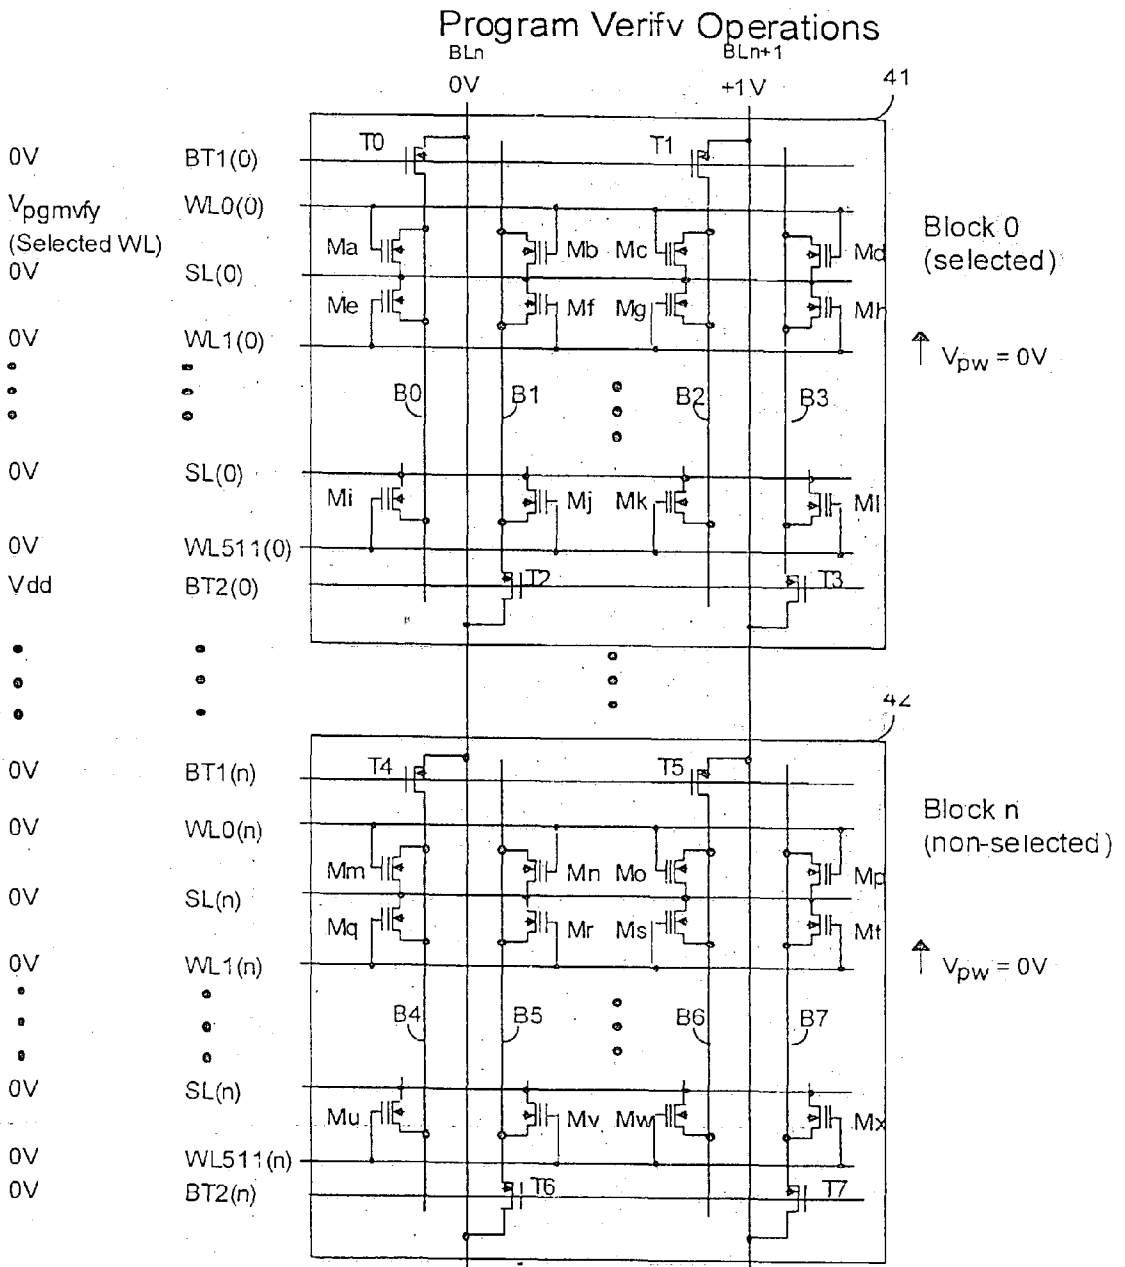 Program Verify Operations
BLn BLn+1
0V +1V
41
T0 T1
0V BT1(0)
Vpgmvfy WL0(0)
(Selected WL)
Ma Mb Mc Md
Block 0
(selected)
0V SL(0)
Me Mf Mg Mh
0V WL1(0)
Vpw = 0V
B0 B1 B2 B3
0V SL(0)
Mi Mj Mk Ml
0V WL511(0)
Vdd BT2(0)
T2 T3
42
T4 T5
0V BT1(n)
0V WL0(n)
Block n
(non-selected)
Mm Mn Mo Mp
0V SL(n)
Mq Mr Ms Mt
0V WL1(n)
Vpw = 0V
B4 B5 B6 B7
0V SL(n)
Mu Mv Mw Mx
0V WL511(n)
0V BT2(n)
T6 T7